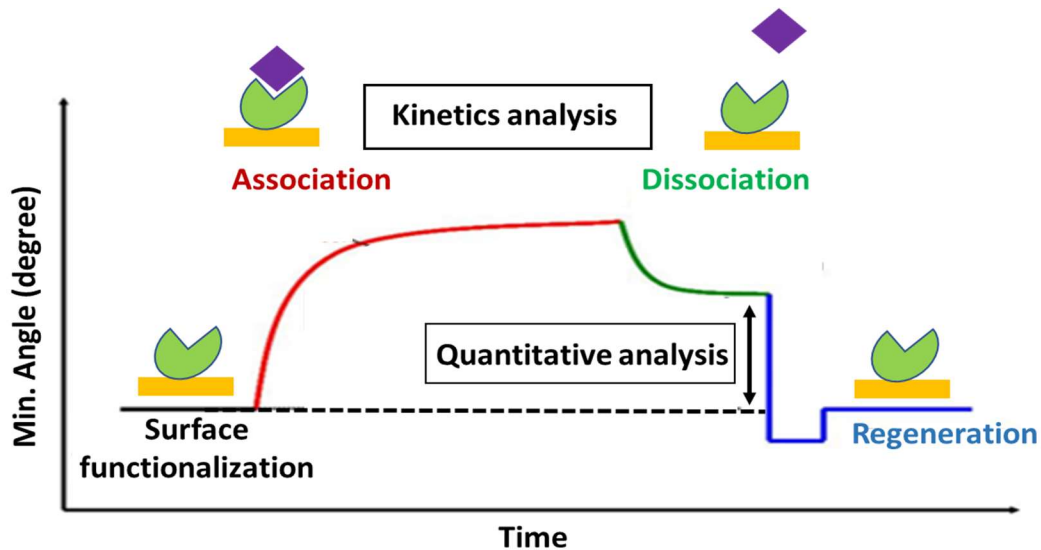 Kinetics analysis
Association
Dissociation
Min. Angle (degree)
Quantitative analysis
Surface
functionalization
Regeneration
Time